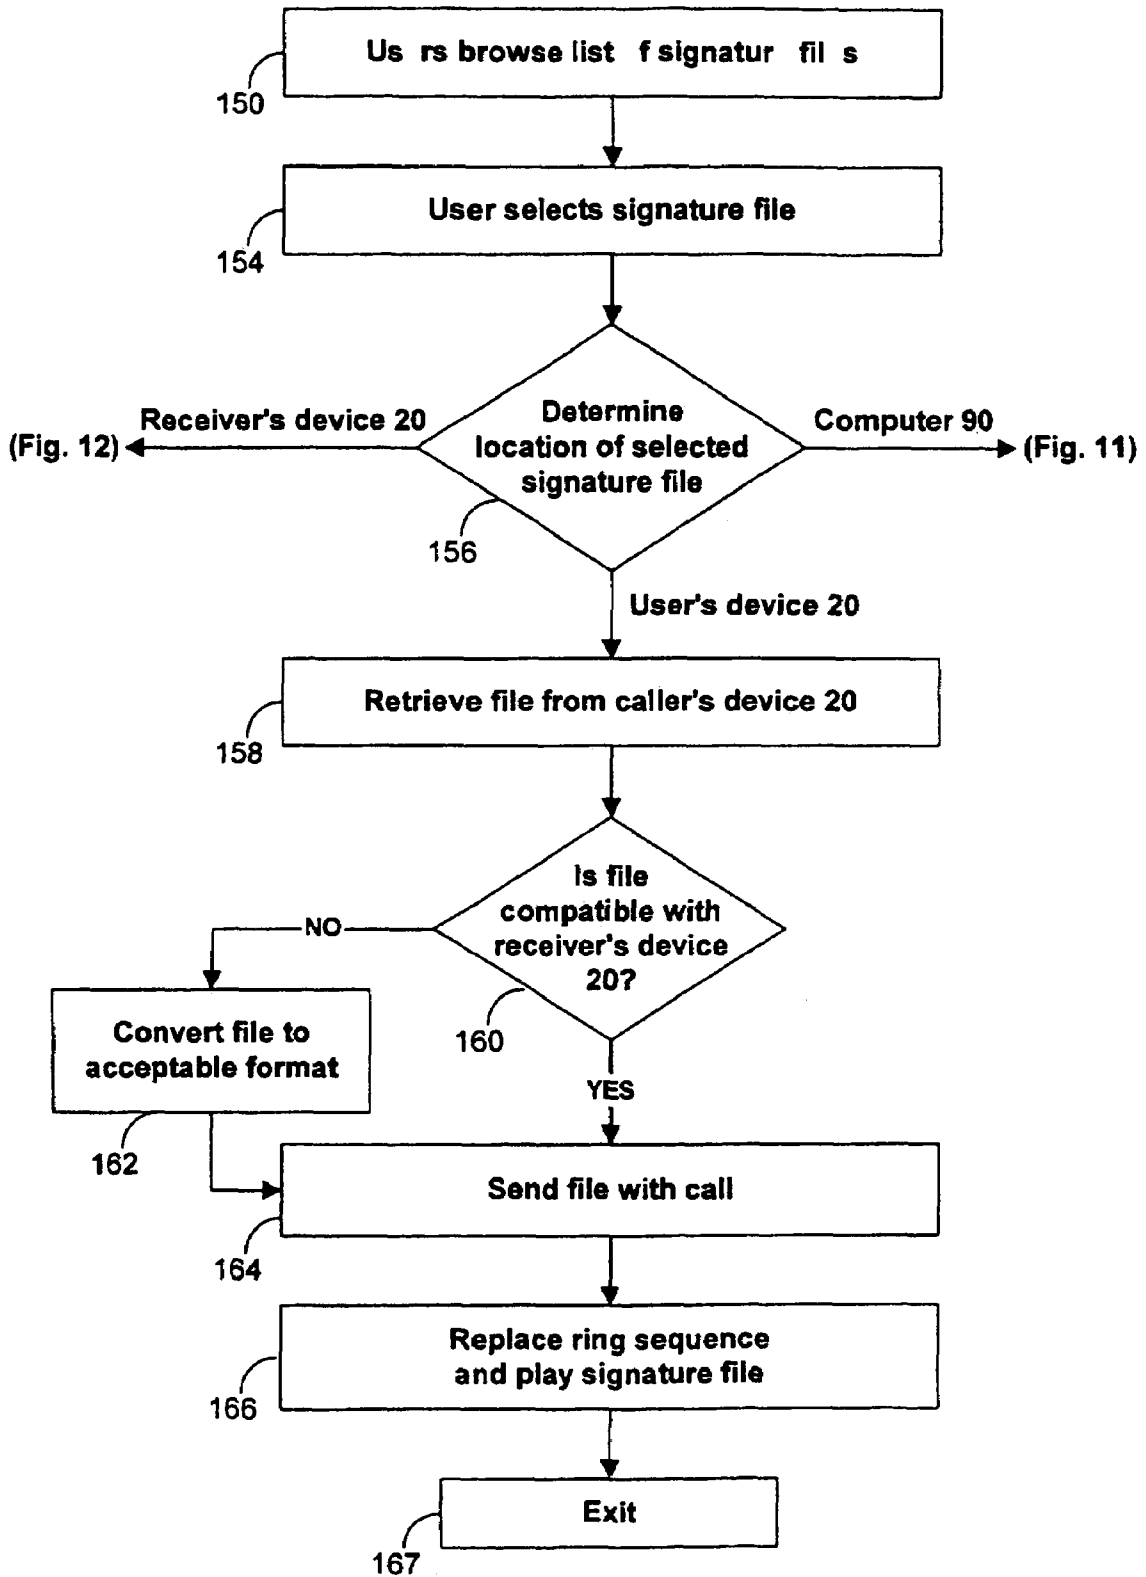 Us rs browse list f signatur fil s
150
User selects signature file
154
Determine
location of selected
signature file
Receiver's device 20
(Fig. 12)
Computer 90
(Fig. 11)
156
User's device 20
Retrieve file from caller's device 20
158
Is file
compatible with
receiver's device
20?
NO
160
Convert file to
acceptable format
YES
162
Send file with call
164
Replace ring sequence
and play signature file
166
Exit
167